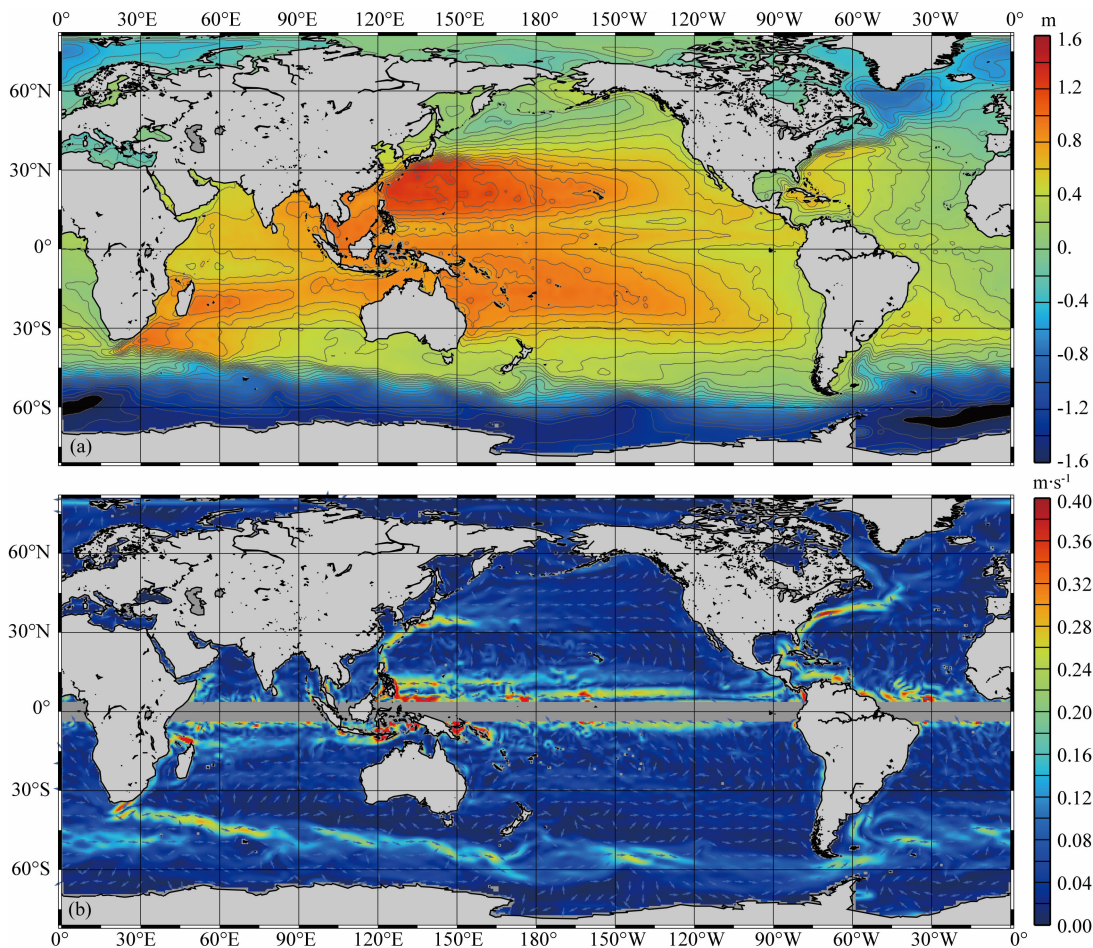 0° 30°E 60°E 90°E 120°E 150°E 180° 150°W 120°W 90°W 60°W 30°W 0° m
1.6
60°N
1.2
0.8
30°N
0.4
0°
0.0
-0.4
30°S
-0.8
60°S
-1.2
(a)
-1.6
m·s⁻¹
0.40
0.36
60°N
0.32
0.28
30°N
0.24
0.20
0°
0.16
30°S
0.12
0.08
60°S
0.04
(b)
0.00
0° 30°E 60°E 90°E 120°E 150°E 180° 150°W 120°W 90°W 60°W 30°W 0°